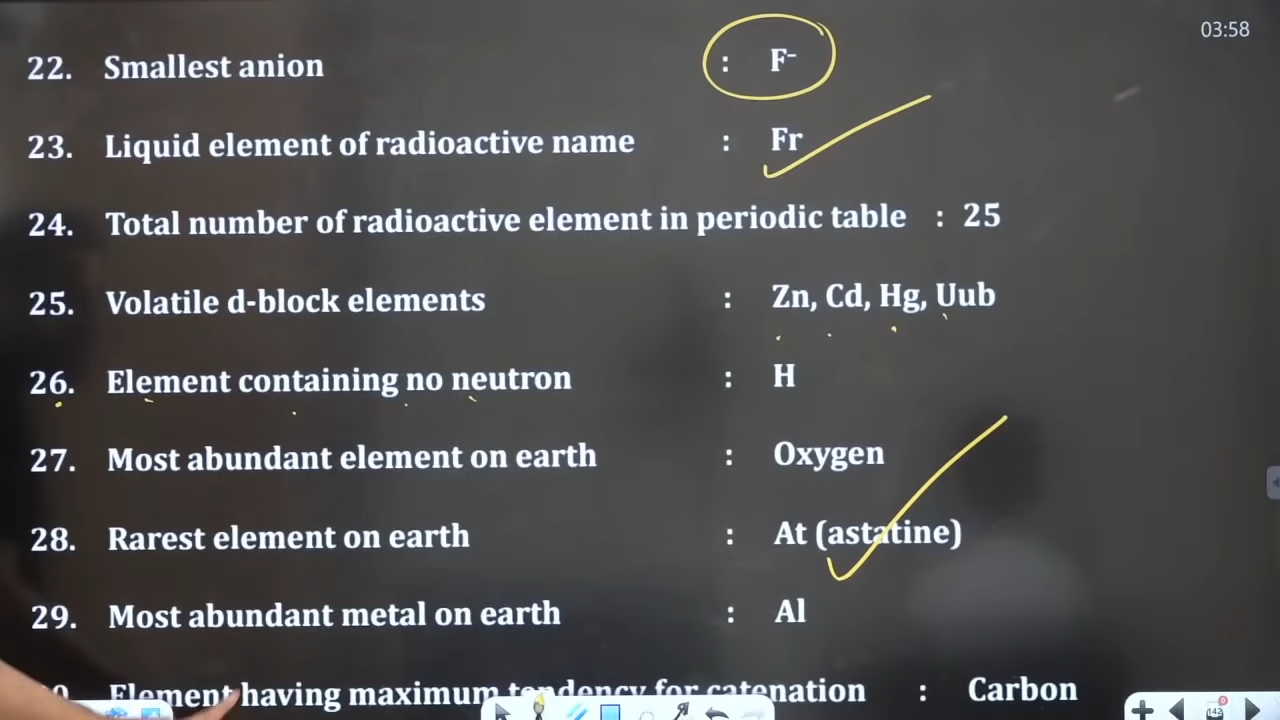 03:58
22. Smallest anion : F⁻
23. Liquid element of radioactive name : Fr
24. Total number of radioactive element in periodic table : 25
25. Volatile d-block elements : Zn, Cd, Hg, Uub
26. Element containing no neutron : H
27. Most abundant element on earth : Oxygen
28. Rarest element on earth : At (astatine)
29. Most abundant metal on earth : Al
Element having maximum tendency for catenation : Carbon
142